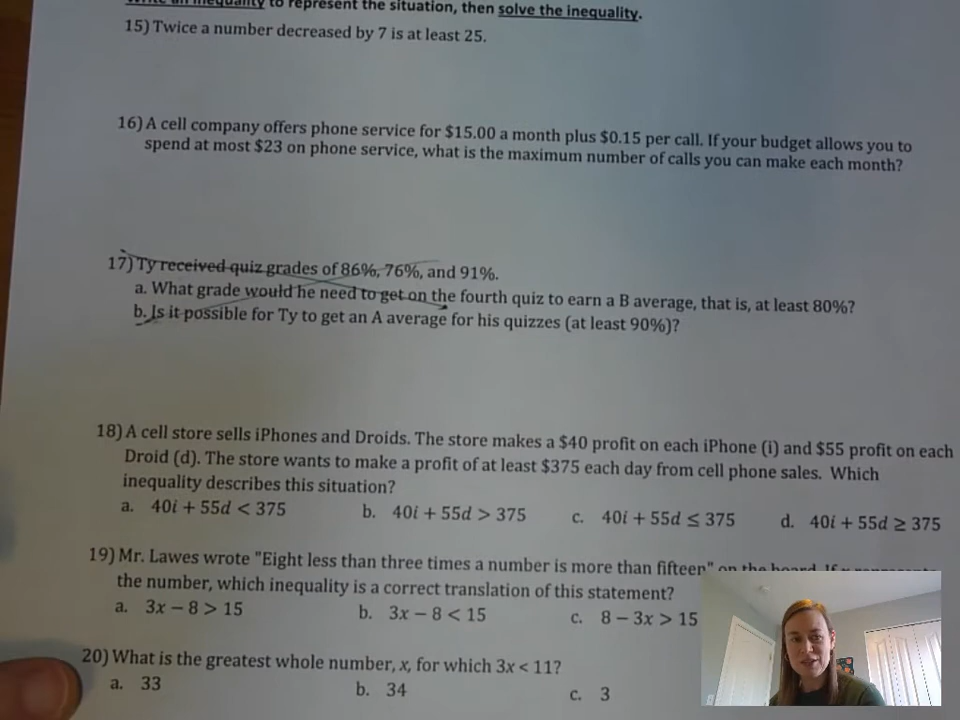 Write an inequality to represent the situation, then solve the inequality.
15) Twice a number decreased by 7 is at least 25.
16) A cell company offers phone service for $15.00 a month plus $0.15 per call. If your budget allows you to
spend at most $23 on phone service, what is the maximum number of calls you can make each month?
17) Ty received quiz grades of 86%, 76%, and 91%.
a. What grade would he need to get on the fourth quiz to earn a B average, that is, at least 80%?
b. Is it possible for Ty to get an A average for his quizzes (at least 90%)?
18) A cell store sells iPhones and Droids. The store makes a $40 profit on each iPhone (i) and $55 profit on each
Droid (d). The store wants to make a profit of at least $375 each day from cell phone sales. Which
inequality describes this situation?
a. 40i + 55d < 375 b. 40i + 55d > 375 c. 40i + 55d ≤ 375 d. 40i + 55d ≥ 375
19) Mr. Lawes wrote "Eight less than three times a number is more than fifteen" on the board. If x represents
the number, which inequality is a correct translation of this statement?
a. 3x − 8 > 15 b. 3x − 8 < 15 c. 8 − 3x > 15
20) What is the greatest whole number, x, for which 3x < 11?
a. 33 b. 34 c. 3